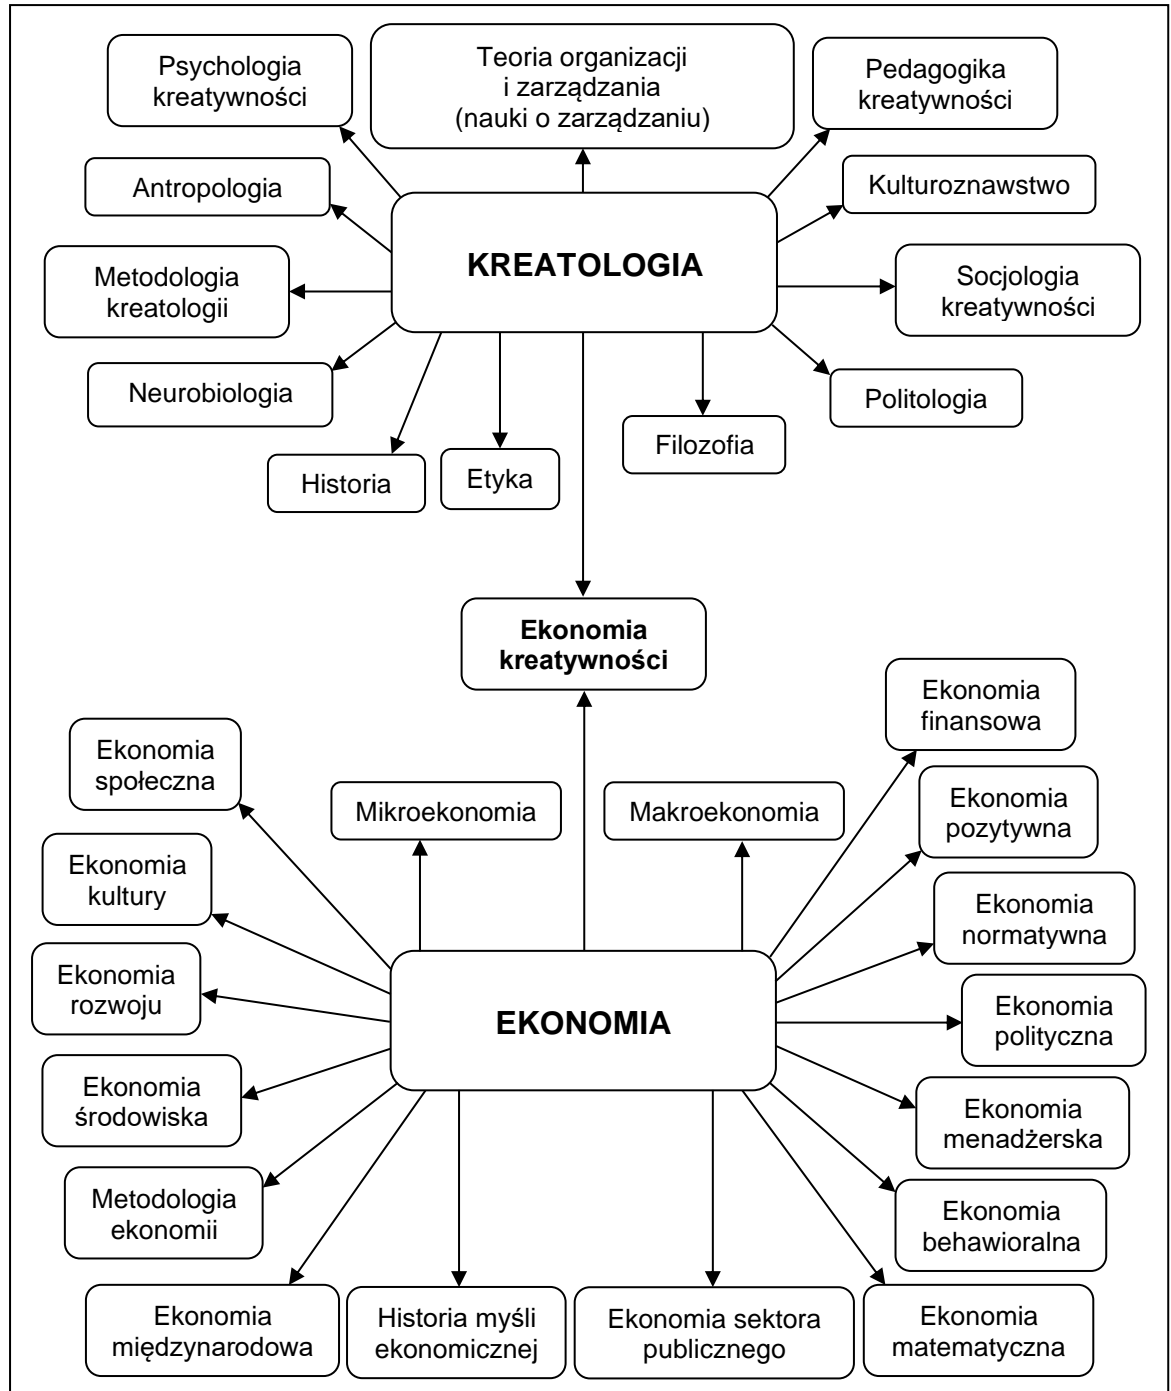 Psychologia
kreatywności
Teoria organizacji
i zarządzania
(nauki o zarządzaniu)
Pedagogika
kreatywności
Antropologia
Kulturoznawstwo
KREATOLOGIA
Metodologia
kreatologii
Socjologia
kreatywności
Neurobiologia
Politologia
Historia
Etyka
Filozofia
Ekonomia
kreatywności
Ekonomia
finansowa
Ekonomia
społeczna
Mikroekonomia
Makroekonomia
Ekonomia
pozytywna
Ekonomia
kultury
Ekonomia
normatywna
Ekonomia
rozwoju
EKONOMIA
Ekonomia
polityczna
Ekonomia
środowiska
Ekonomia
menadżerska
Metodologia
ekonomii
Ekonomia
behawioralna
Ekonomia
międzynarodowa
Historia myśli
ekonomicznej
Ekonomia sektora
publicznego
Ekonomia
matematyczna